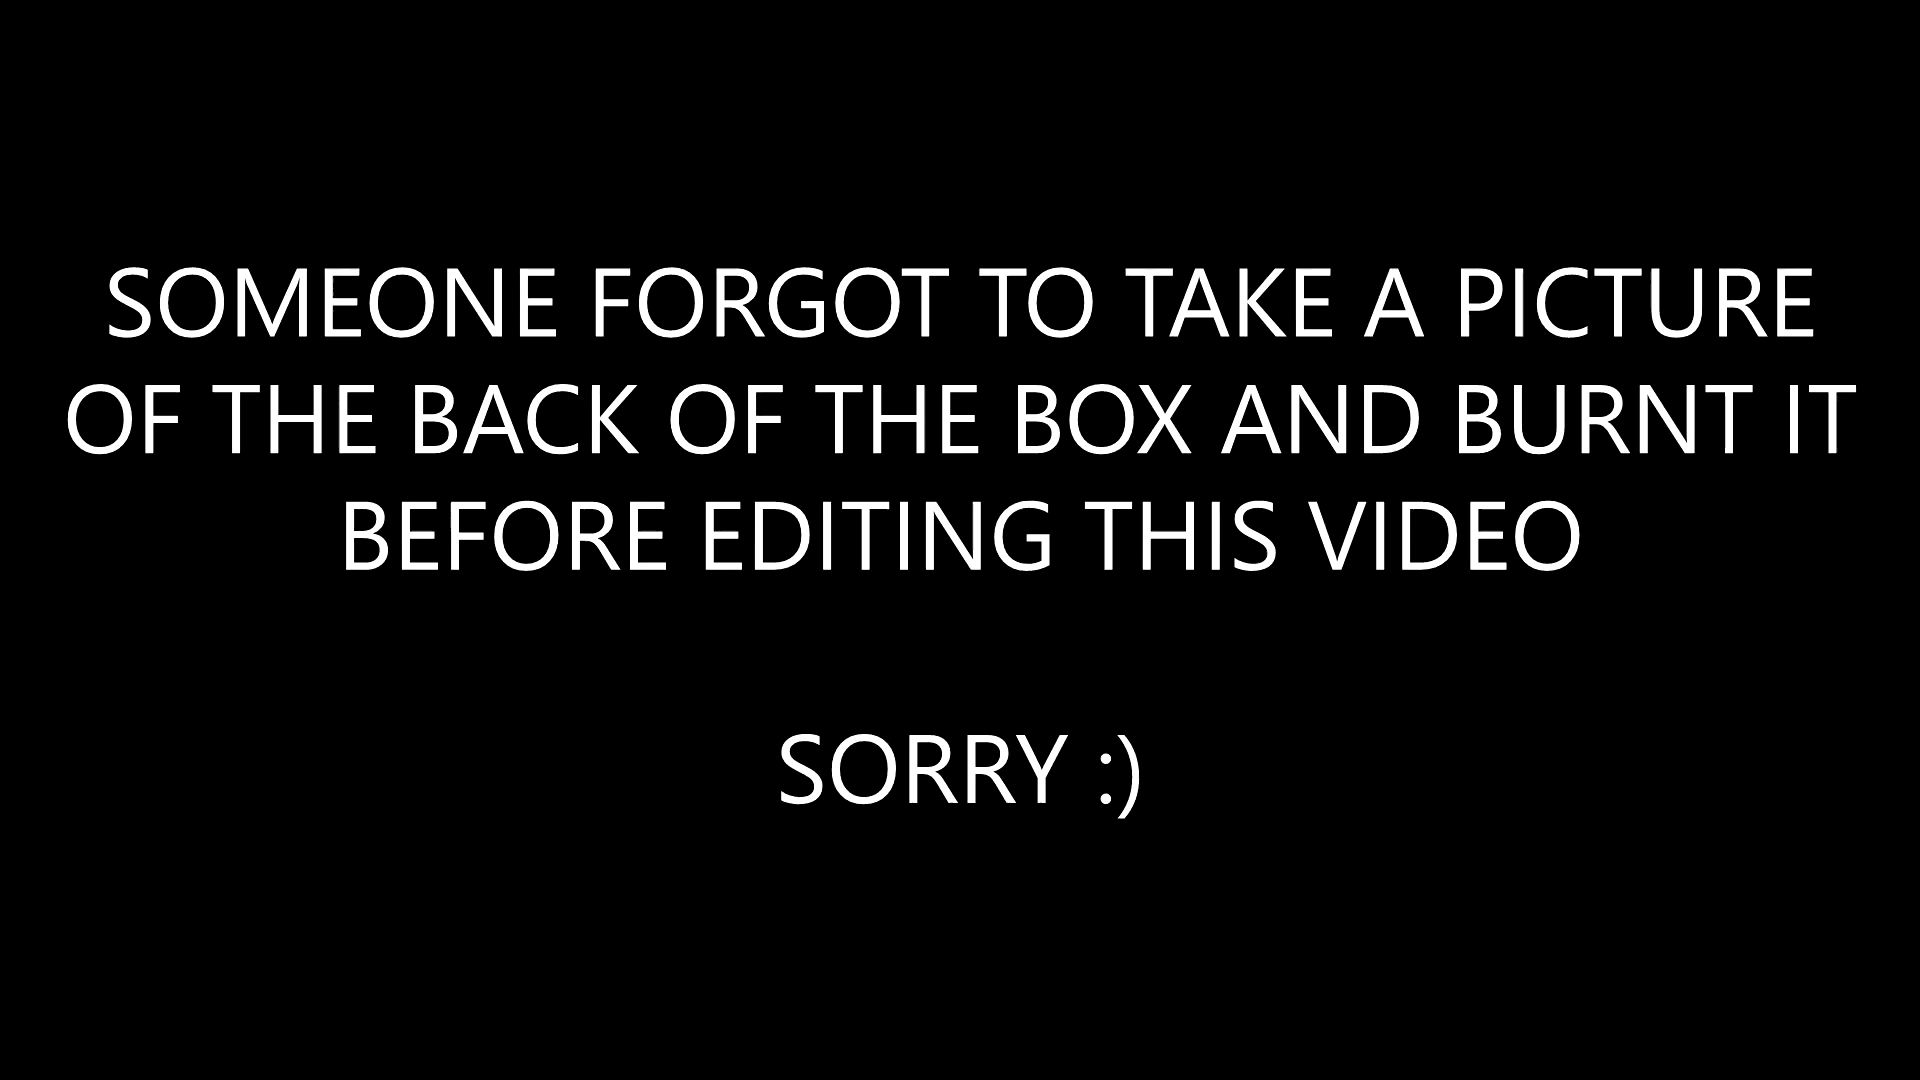 SOMEONE FORGOT TO TAKE A PICTURE
OF THE BACK OF THE BOX AND BURNT IT
BEFORE EDITING THIS VIDEO
SORRY :)